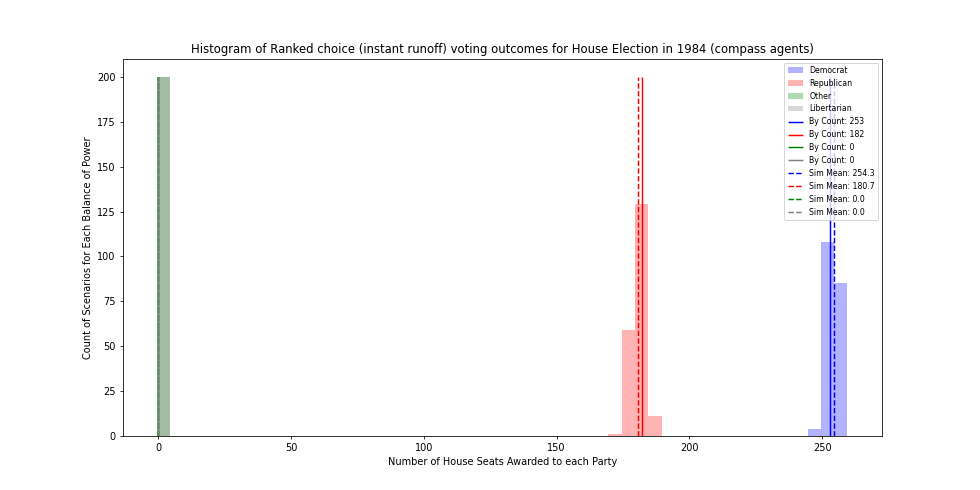 Histogram of Ranked choice (instant runoff) voting outcomes for House Election in 1984 (compass agents)
Count of Scenarios for Each Balance of Power
200
175
150
125
100
75
50
25
0
0
50
100
150
200
250
Number of House Seats Awarded to each Party
Democrat
Republican
Other
Libertarian
By Count: 253
By Count: 182
By Count: 0
By Count: 0
Sim Mean: 254.3
Sim Mean: 180.7
Sim Mean: 0.0
Sim Mean: 0.0